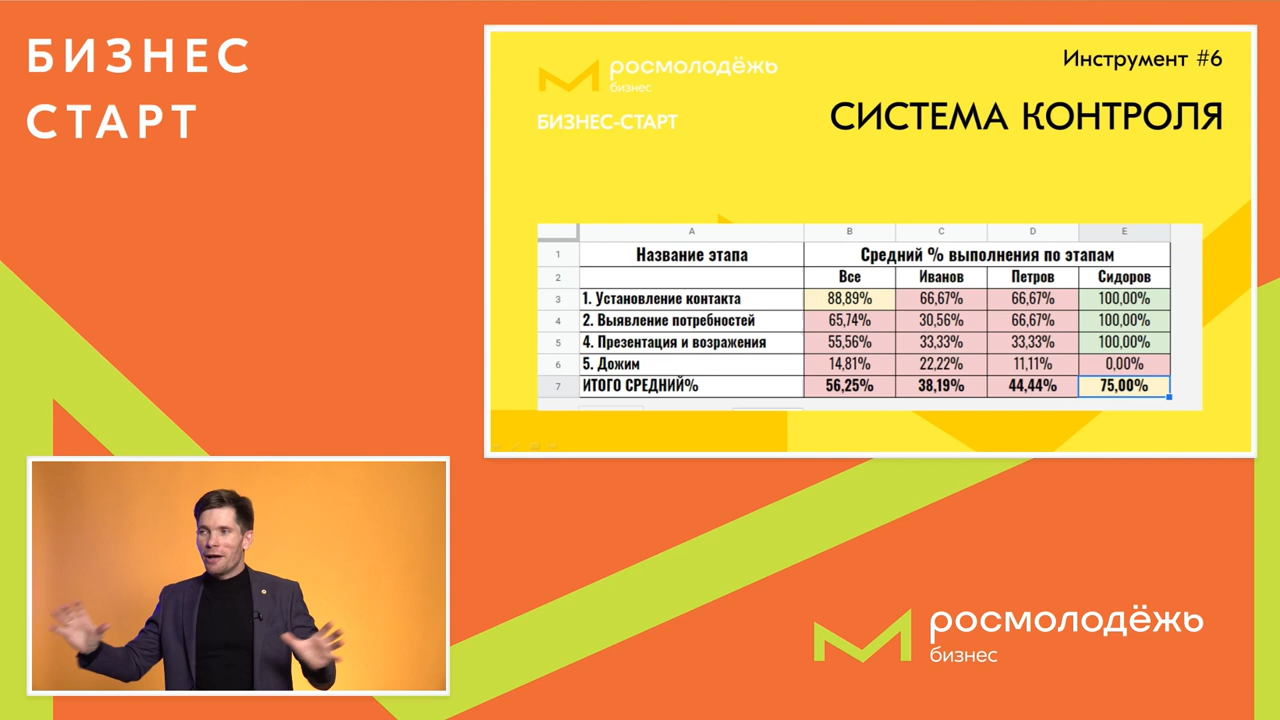 БИЗНЕС
СТАРТ
росмолодёжь
бизнес
БИЗНЕС-СТАРТ
Инструмент #6
СИСТЕМА КОНТРОЛЯ
A B C D E
1 Название этапа Средний % выполнения по этапам
2 Все Иванов Петров Сидоров
3 1. Установление контакта 88,89% 66,67% 66,67% 100,00%
4 2. Выявление потребностей 65,74% 30,56% 66,67% 100,00%
5 4. Презентация и возражения 55,56% 33,33% 33,33% 100,00%
6 5. Дожим 14,81% 22,22% 11,11% 0,00%
7 ИТОГО СРЕДНИЙ% 56,25% 38,19% 44,44% 75,00%
росмолодёжь
бизнес